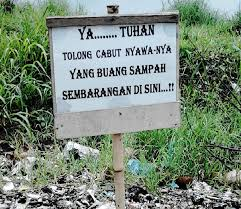 YA........ TUHAN
TOLONG CABUT NYAWA-NYA
YANG BUANG SAMPAH
SEMBARANGAN DI SINI...!!